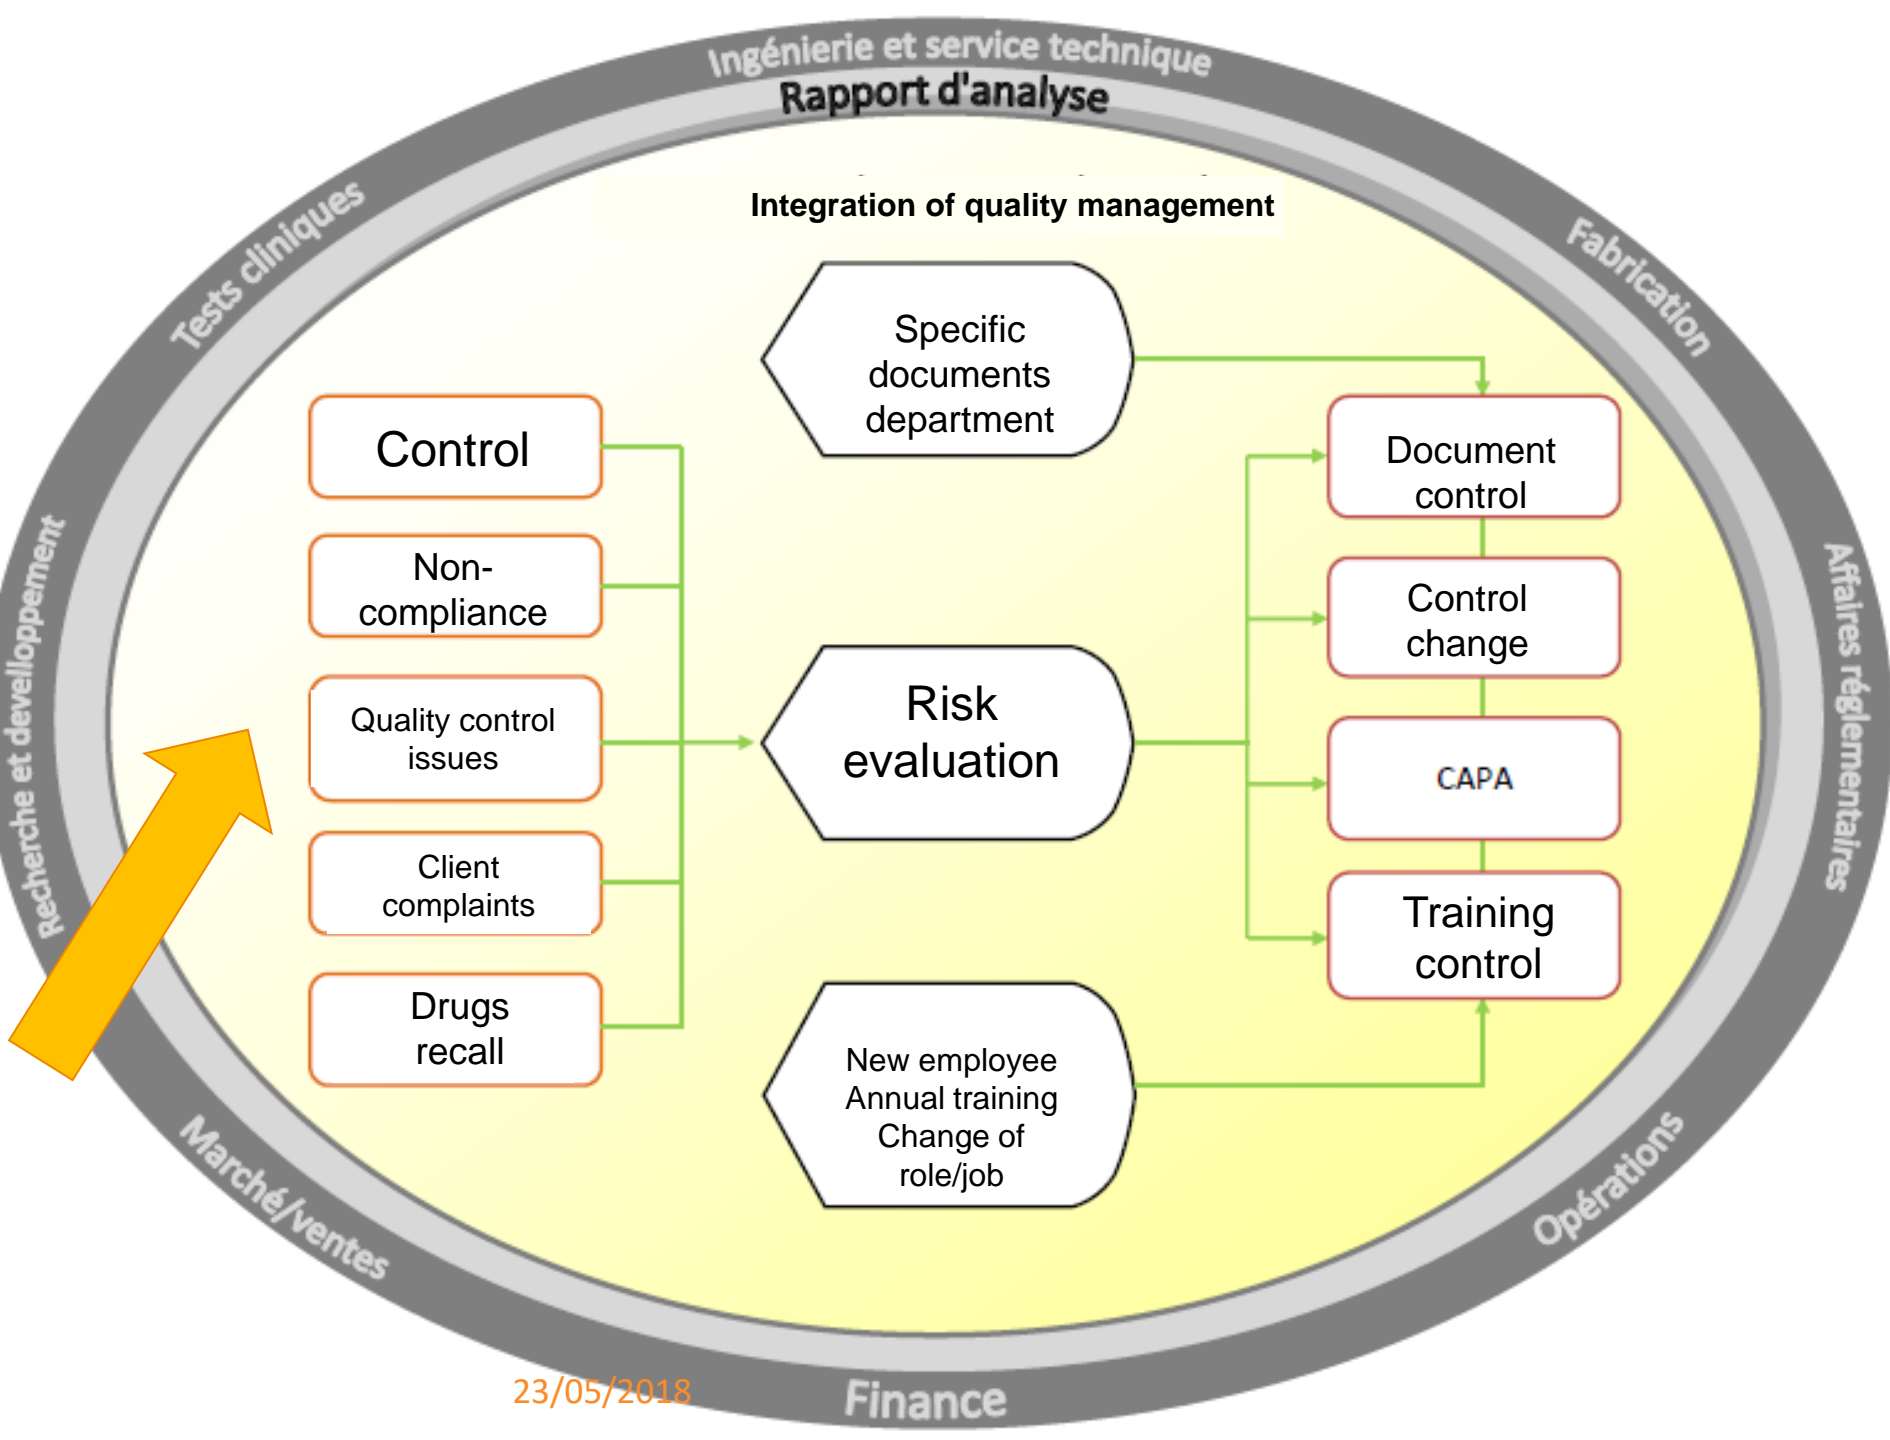 Ingénierie et service technique
Rapport d'analyse
Tests cliniques
Fabrication
Integration of quality management
Specific
documents
department
Control
Document
control
Non-
compliance
Control
change
Recherche et develloppement
Affaires réglementaires
Quality control
issues
Risk
evaluation
CAPA
Client
complaints
Training
control
Drugs
recall
New employee
Annual training
Change of
role/job
Marché/ventes
Opérations
23/05/2018
Finance